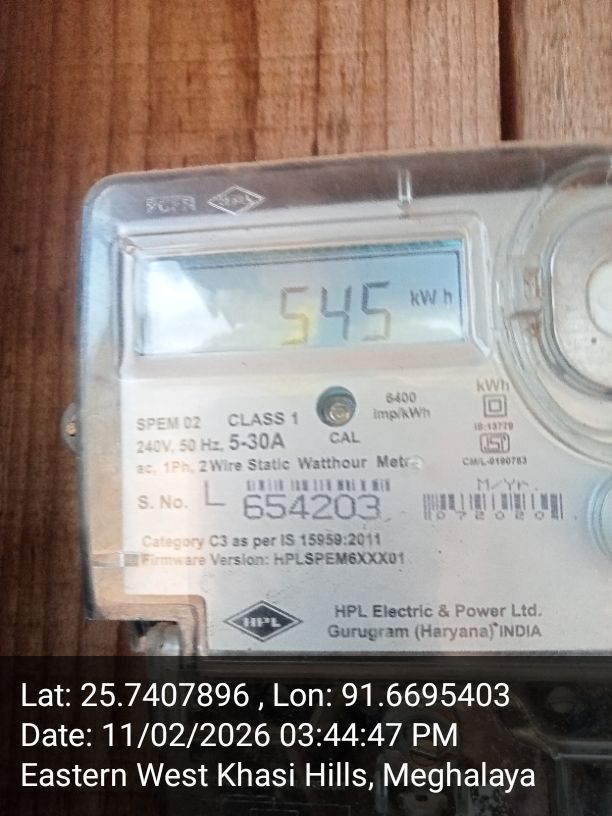 HPL
545 kWh
SPEM 02 CLASS 1
240V, 50 Hz, 5-30A
CAL
6400
imp/kWh
kWh
IS:13779
ISI
CM/L-0190783
ac, 1Ph, 2 Wire Static Watthour Meter
S. No. L 654203
M/Yr.
072020
Category C3 as per IS 15959:2011
Firmware Version: HPLSPEM6XXX01
HPL
HPL Electric & Power Ltd.
Gurugram (Haryana) INDIA
Lat: 25.7407896 , Lon: 91.6695403
Date: 11/02/2026 03:44:47 PM
Eastern West Khasi Hills, Meghalaya